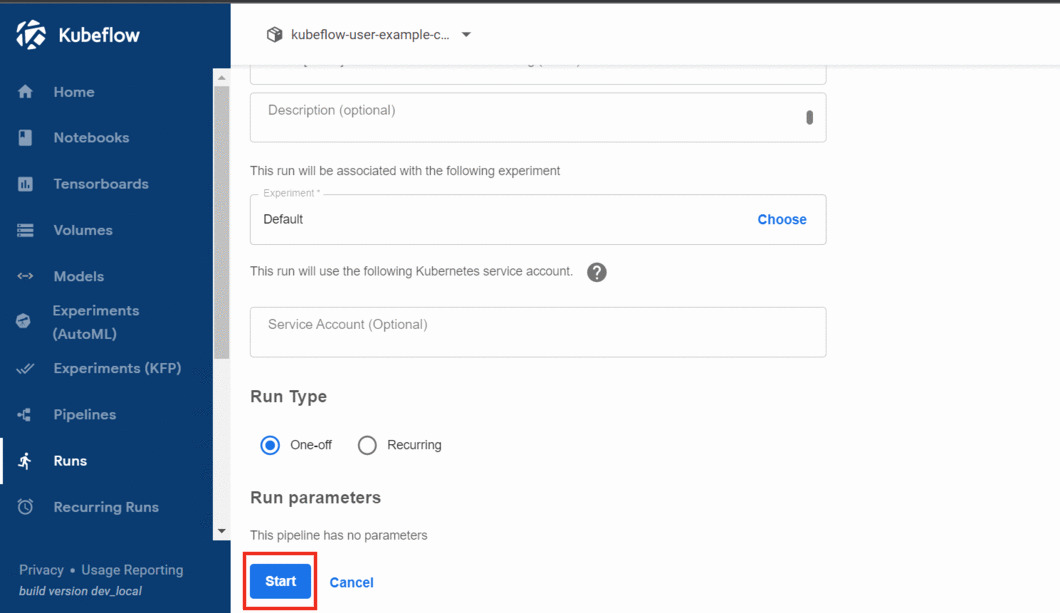 Kubeflow
kubeflow-user-example-c...
Home
Notebooks
Tensorboards
Volumes
Models
Experiments
(AutoML)
Experiments (KFP)
Pipelines
Runs
Recurring Runs
Privacy • Usage Reporting
build version dev_local
Description (optional)
This run will be associated with the following experiment
Experiment *
Default
Choose
This run will use the following Kubernetes service account. ?
Service Account (Optional)
Run Type
One-off Recurring
Run parameters
This pipeline has no parameters
Start Cancel